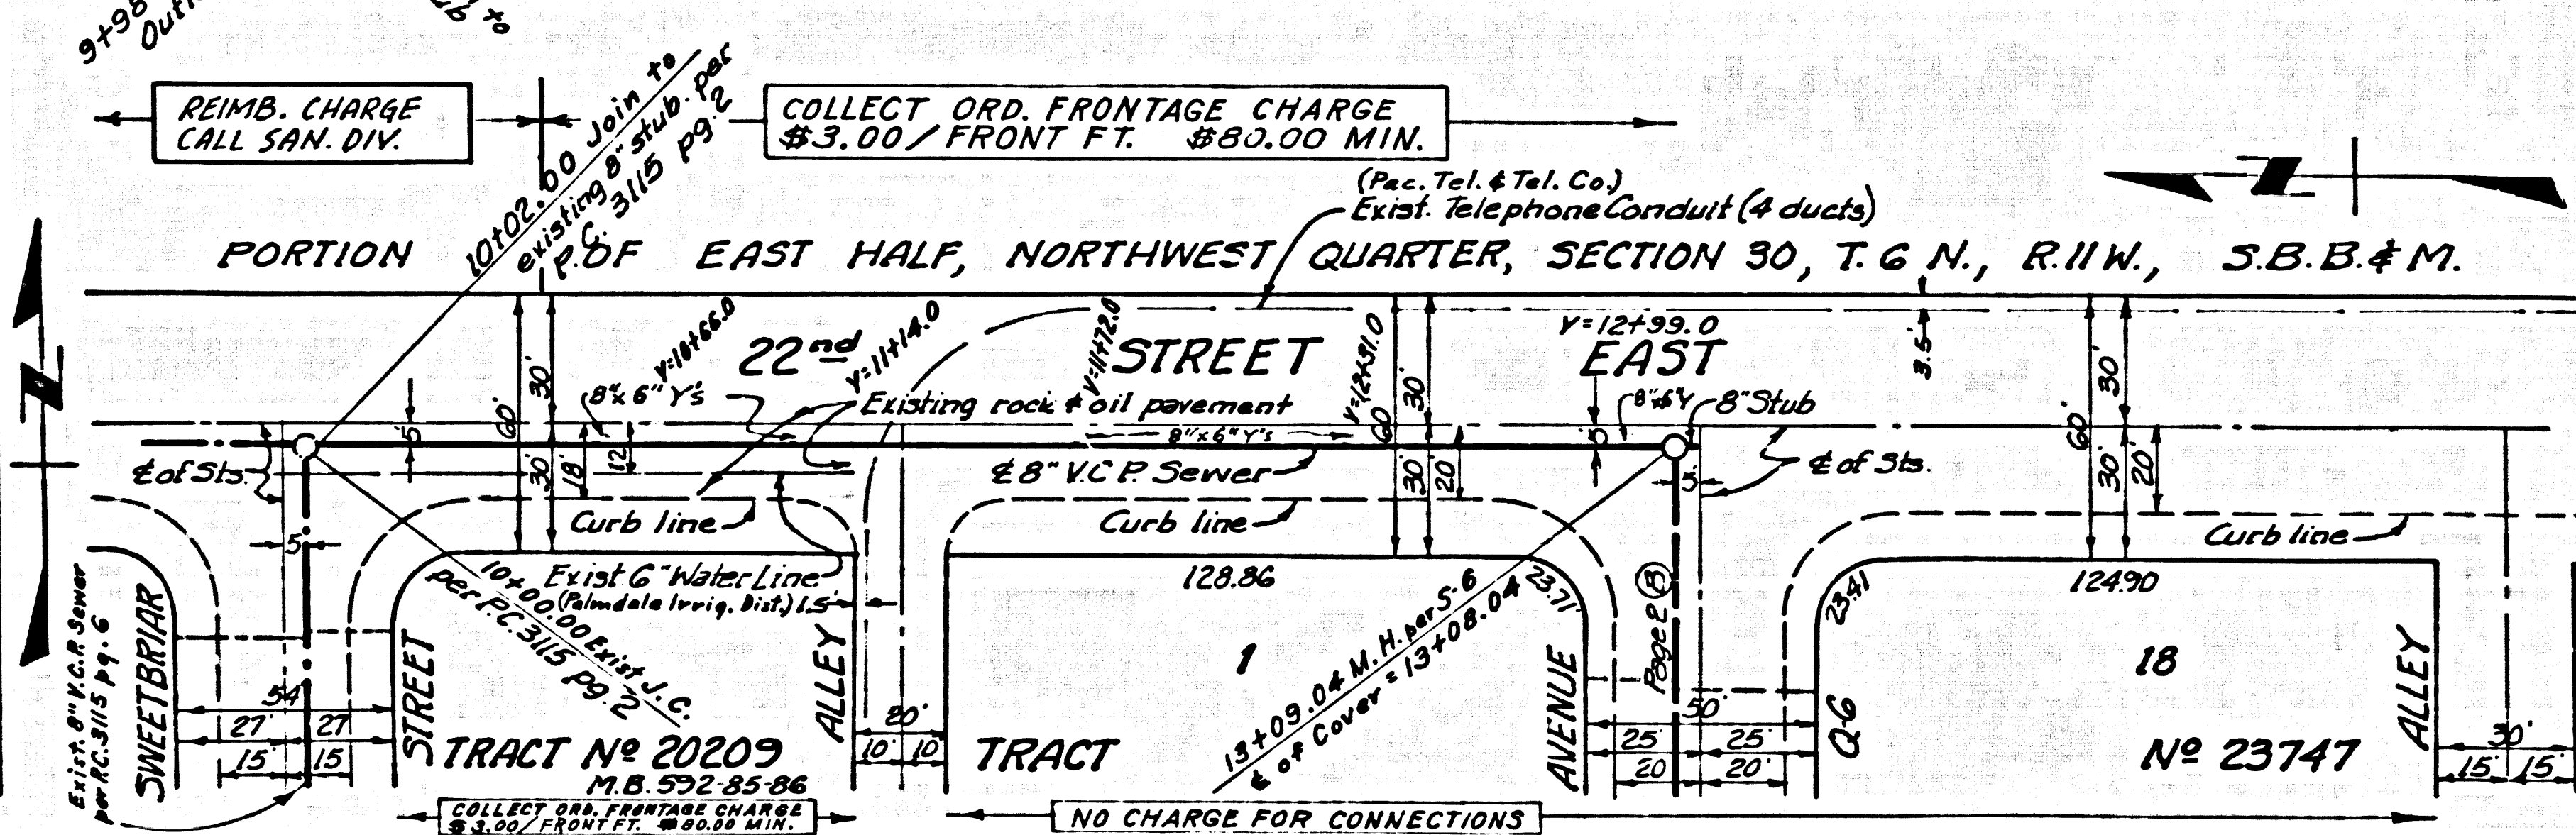 9+98
REIMB. CHARGE
CALL SAN. DIV.
10+02.00 Join to
existing 8" stub. per
P.C. 3115 pg. 2
COLLECT ORD. FRONTAGE CHARGE
$3.00/FRONT FT. $80.00 MIN.
(Pac. Tel. & Tel. Co.)
Exist. Telephone Conduit (4 ducts)
N
N
PORTION OF EAST HALF, NORTHWEST QUARTER, SECTION 30, T. 6 N., R. 11 W., S.B.B. & M.
22nd STREET EAST
Y=10+66.0
Y=11+14.0
Y=11+72.0
Y=12+31.0
Y=12+99.0
3.5'
60'
30'
30'
60'
30'
30'
60'
30'
30'
8"x6" Y's
Existing rock & oil pavement
8"x6" Y's
8"x6"Y
8" Stub
5'
18'
12'
20'
5'
5'
20'
℄ of Sts.
℄ 8" V.C.P. Sewer
℄ of Sts.
Curb line
Curb line
Curb line
5'
Exist 6" Water Line
(Palmdale Irrig. Dist.) 1.5'
10+00.00 Exist J.C.
per P.C. 3115 pg. 2
128.86
23.71
23.41
124.90
Exist. 8" V.C.P. Sewer
per P.C. 3115 pg. 6
SWEETBRIAR
STREET
ALLEY
1
13+09.04 M.H. per S-6
℄ of Cover = 13+08.04
AVENUE
Page 2 B
Q-6
18
ALLEY
54
27'
27
15'
15
TRACT Nº 20209
M.B. 592-85-86
20'
10'
10'
TRACT
50'
25'
25'
20
20'
Nº 23747
30'
15'
15'
COLLECT ORD. FRONTAGE CHARGE
$3.00/FRONT FT. $80.00 MIN.
NO CHARGE FOR CONNECTIONS